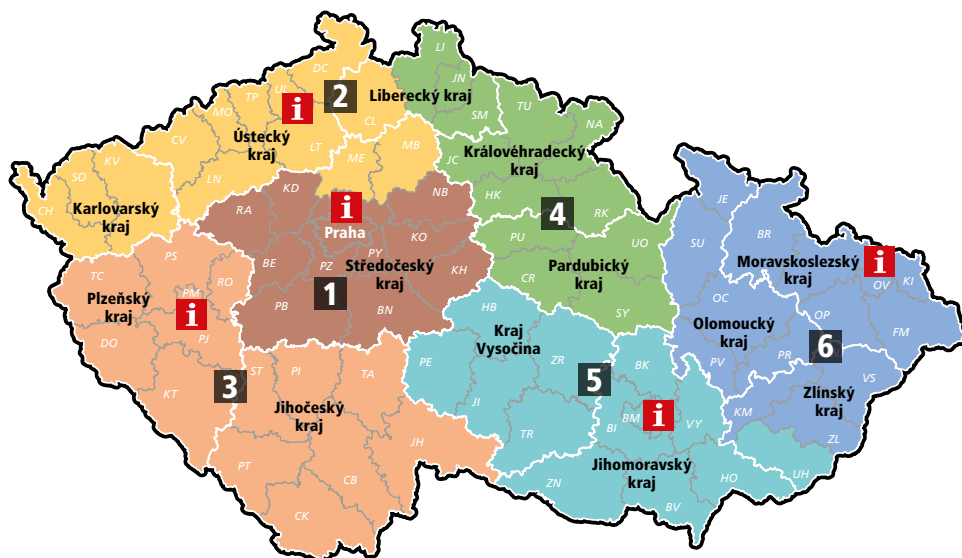 LI
DC
JN
UL
2
Liberecký kraj
TP
i
SM
TU
MO
CL
NA
Ústecký
kraj
CV
LT
ME
MB
JC
Královéhradecký
kraj
KV
SO
LN
KD
NB
HK
JE
CH
Karlovarský
RA
i
Praha
4
RK
KO
PU
UO
SU
BR
PS
BE
PZ
PY
Středočeský
kraj
KH
Pardubický
kraj
Moravskoslezský
kraj
i
TC
RO
CR
OV
KI
Plzeňský
kraj
PM
i
1
PB
BN
HB
SY
OC
Olomoucký
kraj
OP
FM
DO
PJ
Kraj
Vysočina
PE
ZR
BK
PV
PR
6
KT
ST
PI
TA
3
5
VS
Zlínský
kraj
Jihočeský
kraj
JI
BM
i
BI
VY
KM
TR
JH
ZL
PT
Jihomoravský
kraj
UH
CB
ZN
HO
BV
CK